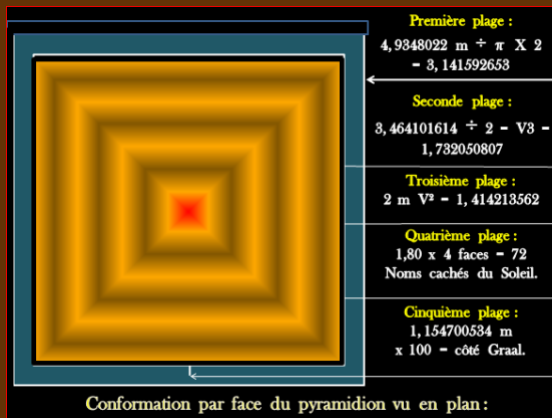 Première plage :
4,9348022 m ÷ π X 2
= 3,141592653
Seconde plage :
3,464101614 ÷ 2 = V3 =
1,732050807
Troisième plage :
2 m V² = 1,414213562
Quatrième plage :
1,80 x 4 faces = 72
Noms cachés du Soleil.
Cinquième plage :
1,154700534 m
x 100 = côté Graal.
Conformation par face du pyramidion vu en plan :